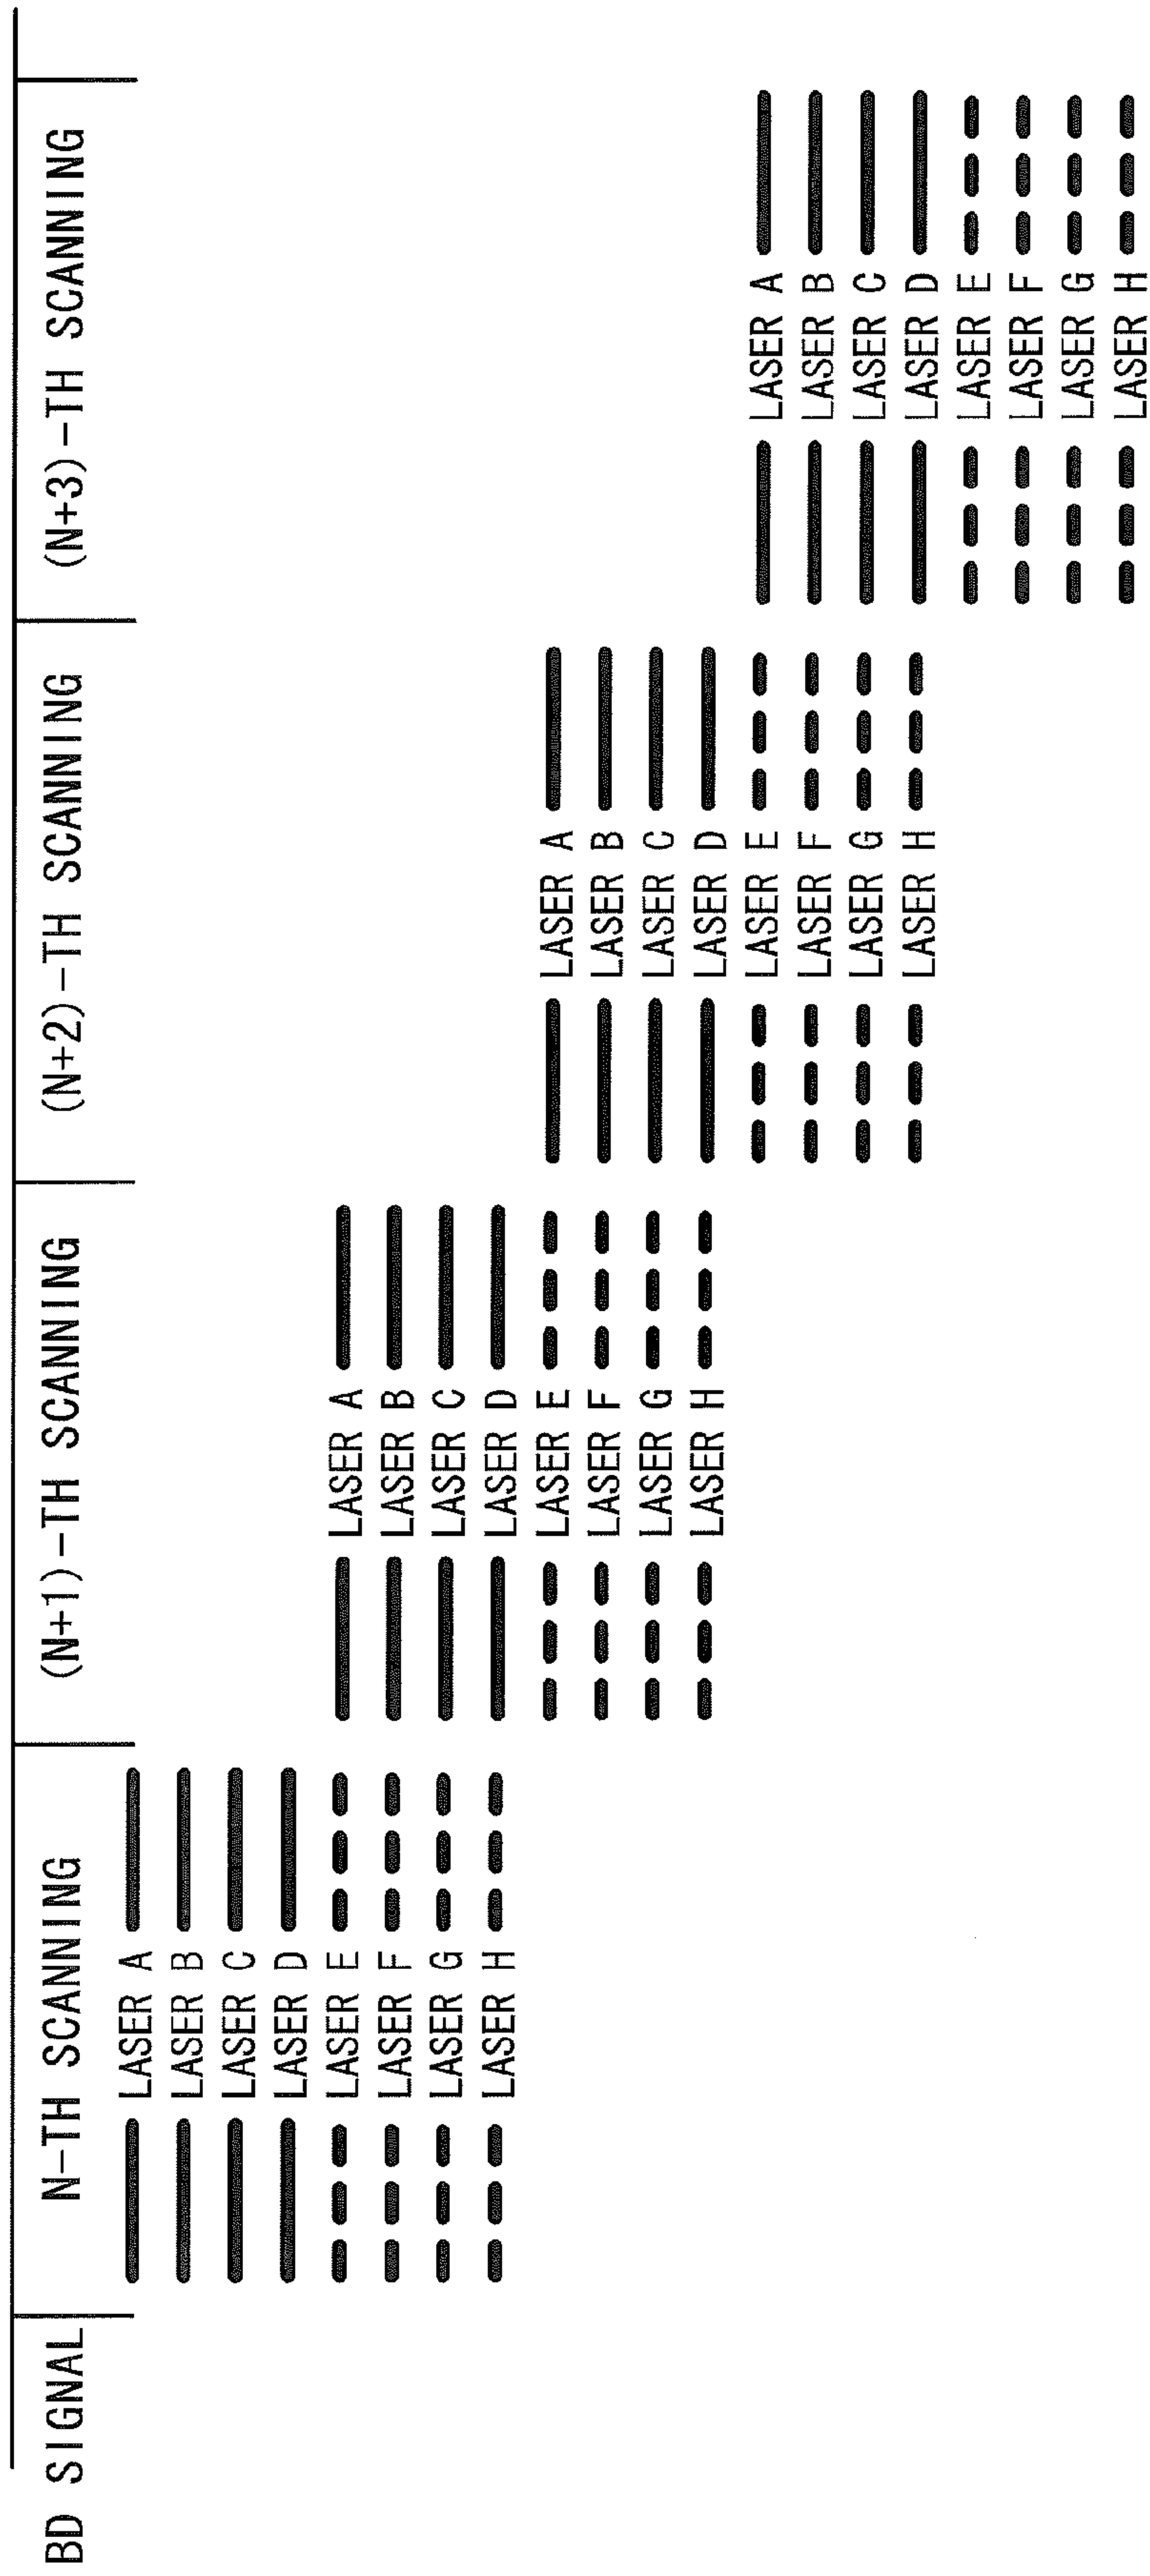 BD SIGNAL
N-TH SCANNING
LASER A
LASER B
LASER C
LASER D
LASER E
LASER F
LASER G
LASER H
(N+1)-TH SCANNING
LASER A
LASER B
LASER C
LASER D
LASER E
LASER F
LASER G
LASER H
(N+2)-TH SCANNING
LASER A
LASER B
LASER C
LASER D
LASER E
LASER F
LASER G
LASER H
(N+3)-TH SCANNING
LASER A
LASER B
LASER C
LASER D
LASER E
LASER F
LASER G
LASER H